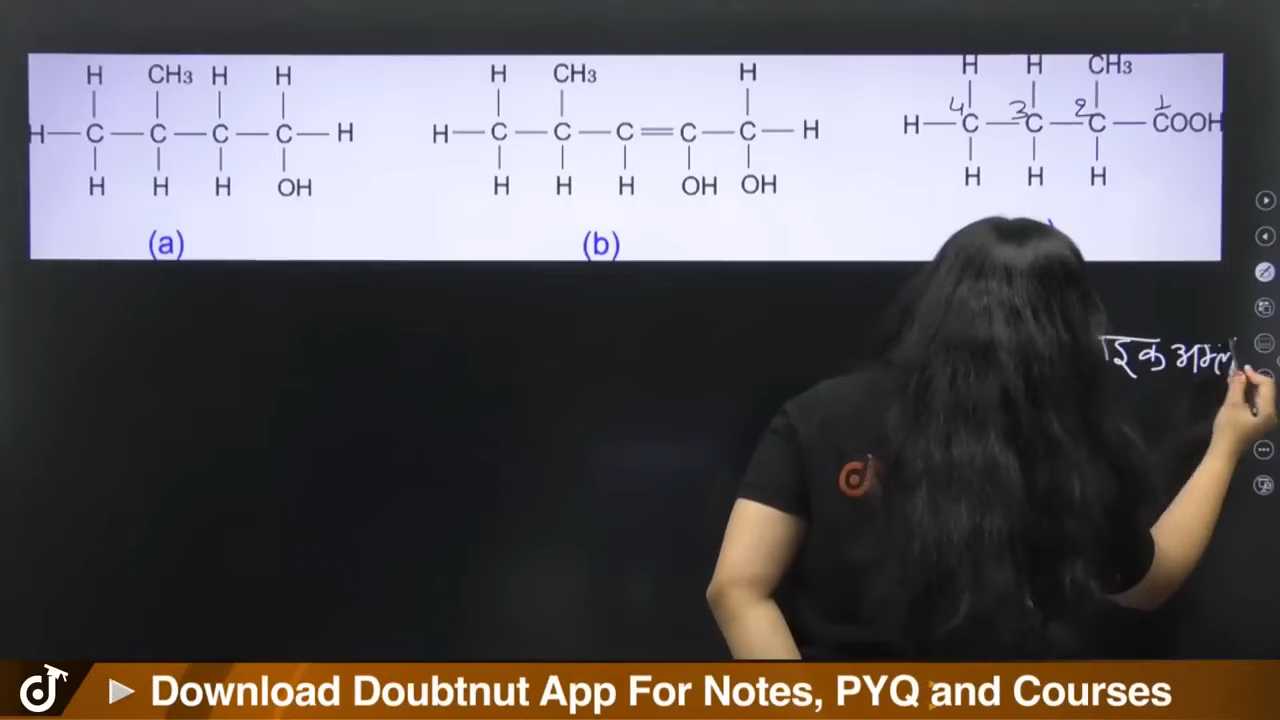 H CH3 H H
H—C—C—C—C—H
H H H OH
(a)
H CH3 H
H—C—C—C=C—C—H
H H H OH OH
(b)
H H CH3
4 3 2 1
H—C—C—C—COOH
H H H
इक अम्ल
Download Doubtnut App For Notes, PYQ and Courses